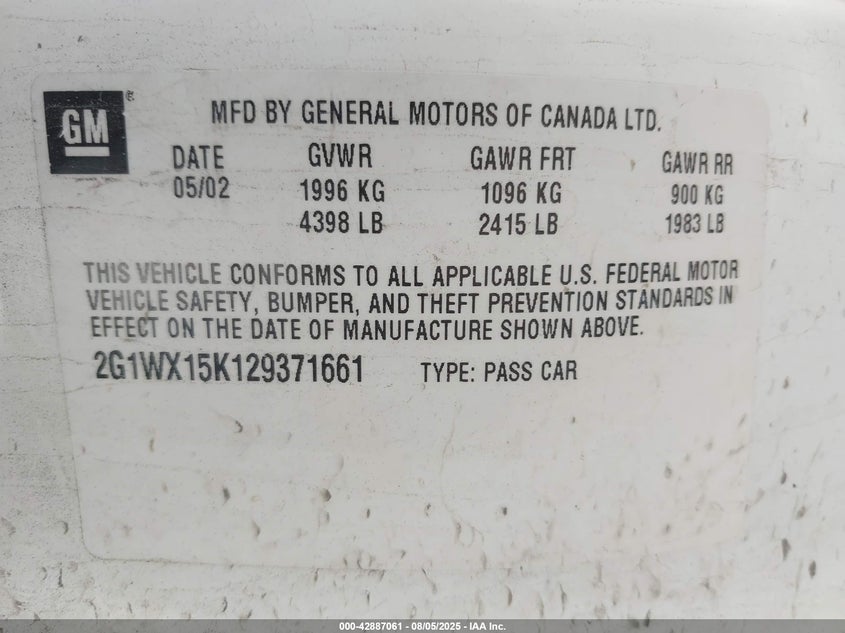 GM®
MFD BY GENERAL MOTORS OF CANADA LTD.
DATE GVWR GAWR FRT GAWR RR
05/02 1996 KG 1096 KG 900 KG
4398 LB 2415 LB 1983 LB
THIS VEHICLE CONFORMS TO ALL APPLICABLE U.S. FEDERAL MOTOR
VEHICLE SAFETY, BUMPER, AND THEFT PREVENTION STANDARDS IN
EFFECT ON THE DATE OF MANUFACTURE SHOWN ABOVE.
2G1WX15K129371661 TYPE: PASS CAR
000-42887061 - 08/05/2025 - IAA Inc.